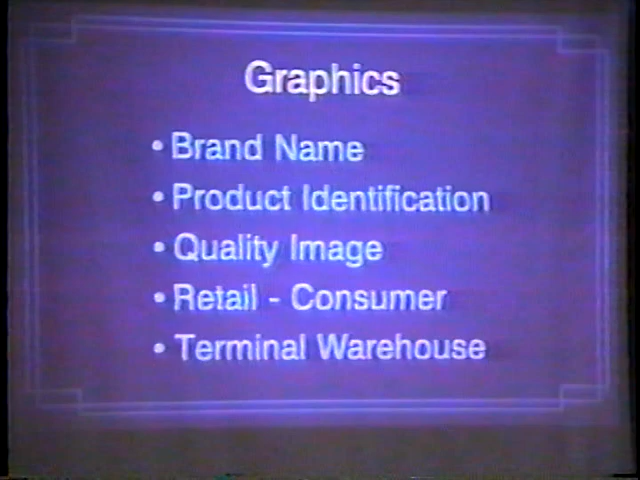 Graphics
• Brand Name
• Product Identification
• Quality Image
• Retail - Consumer
• Terminal Warehouse